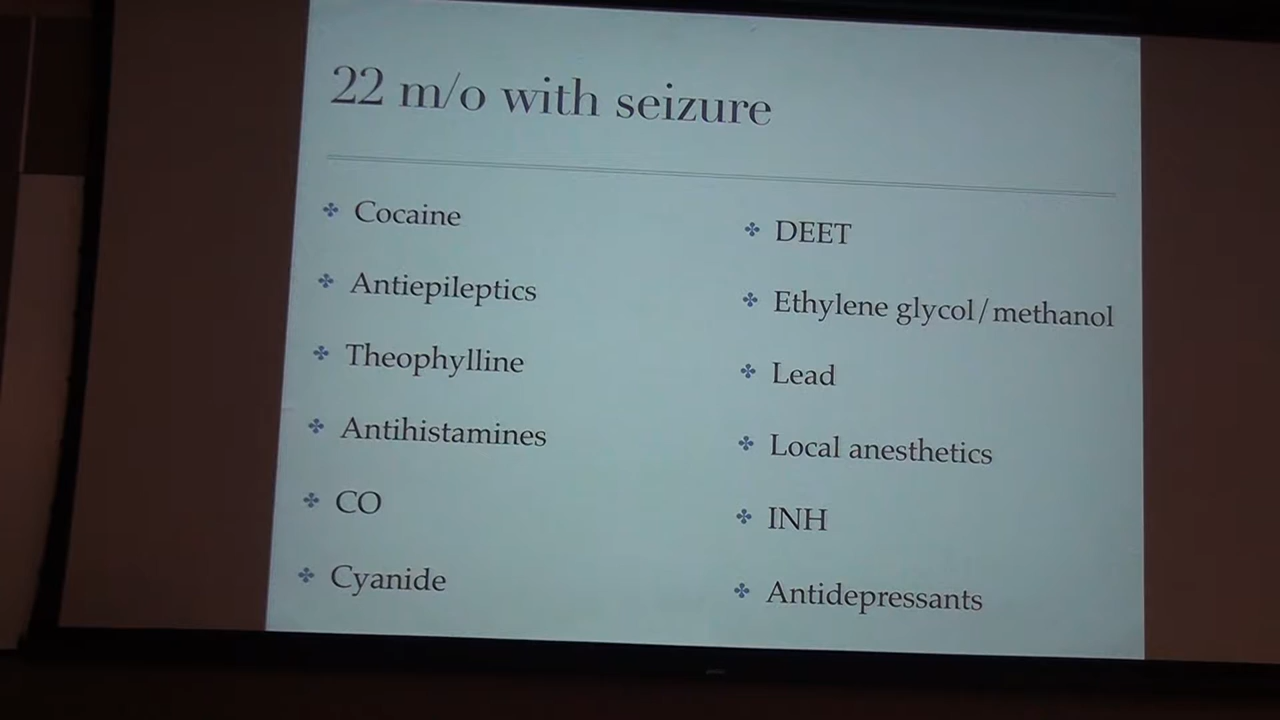 22 m/o with seizure
Cocaine
Antiepileptics
Theophylline
Antihistamines
CO
Cyanide
DEET
Ethylene glycol/methanol
Lead
Local anesthetics
INH
Antidepressants